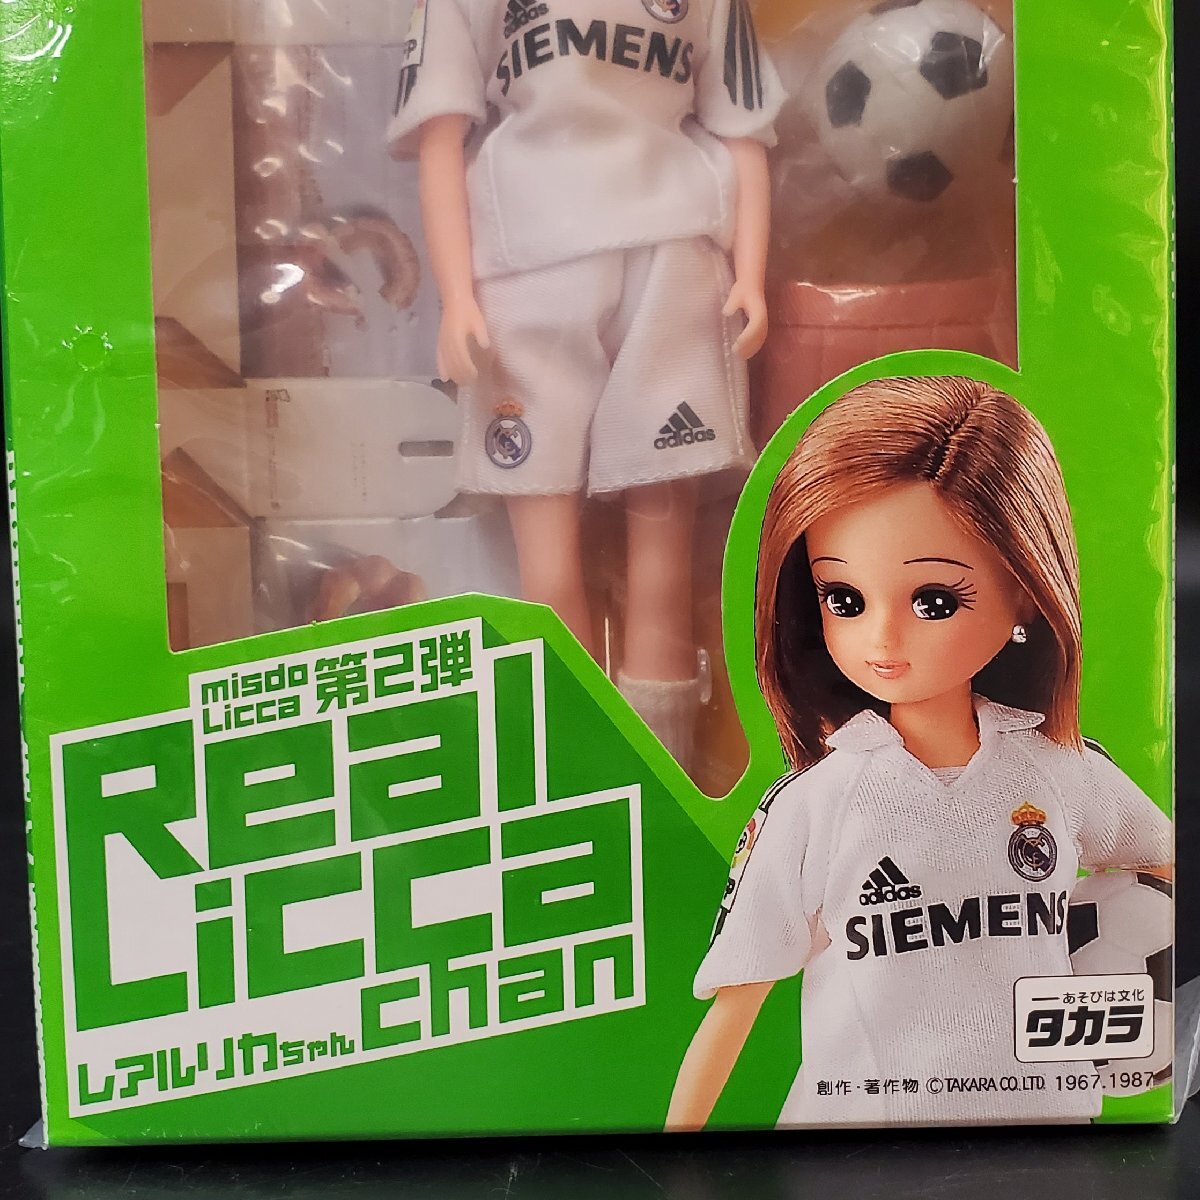 adidas
SIEMENS
adidas
misdo
Licca 第2弾
Real
Licca
chan
レアルリカちゃん
adidas
SIEMENS
あそびは文化
タカラ
創作・著作物 ©TAKARA CO.,LTD. 1967.1987